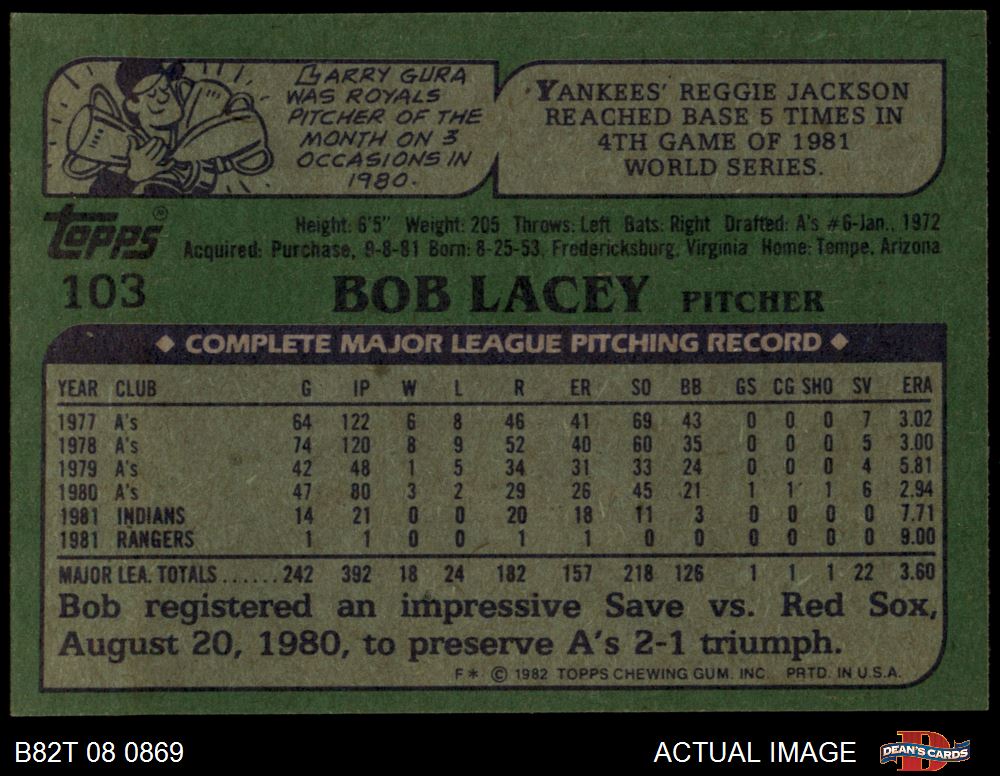 LARRY GURA
WAS ROYALS
PITCHER OF THE
MONTH ON 3
OCCASIONS IN
1980.
YANKEES' REGGIE JACKSON
REACHED BASE 5 TIMES IN
4TH GAME OF 1981
WORLD SERIES.
TOPPS®
Height: 6'5" Weight: 205 Throws: Left Bats: Right Drafted: A's #6-Jan., 1972
Acquired: Purchase, 9-8-81 Born: 8-25-53, Fredericksburg, Virginia Home: Tempe, Arizona
103 BOB LACEY PITCHER
◆ COMPLETE MAJOR LEAGUE PITCHING RECORD ◆
YEAR CLUB G IP W L R ER SO BB GS CG SHO SV ERA
1977 A's 64 122 6 8 46 41 69 43 0 0 0 7 3.02
1978 A's 74 120 8 9 52 40 60 35 0 0 0 5 3.00
1979 A's 42 48 1 5 34 31 33 24 0 0 0 4 5.81
1980 A's 47 80 3 2 29 26 45 21 1 1 1 6 2.94
1981 INDIANS 14 21 0 0 20 18 11 3 0 0 0 0 7.71
1981 RANGERS 1 1 0 0 1 1 0 0 0 0 0 0 9.00
MAJOR LEA. TOTALS......242 392 18 24 182 157 218 126 1 1 1 22 3.60
Bob registered an impressive Save vs. Red Sox,
August 20, 1980, to preserve A's 2-1 triumph.
F* © 1982 TOPPS CHEWING GUM. INC. PRTD. IN U.S.A.
B82T 08 0869 ACTUAL IMAGE D DEAN'S CARDS